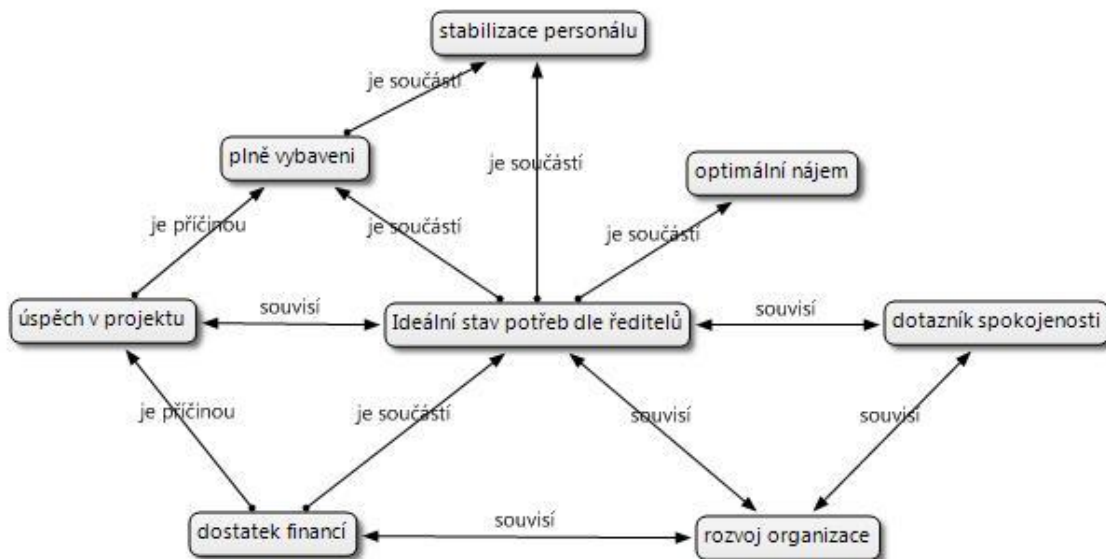 stabilizace personálu
je součástí
plně vybaveni
je součástí
optimální nájem
je příčinou
je součástí
je součástí
úspěch v projektu
souvisí
Ideální stav potřeb dle ředitelů
souvisí
dotazník spokojenosti
je příčinou
je součástí
souvisí
souvisí
dostatek financí
souvisí
rozvoj organizace